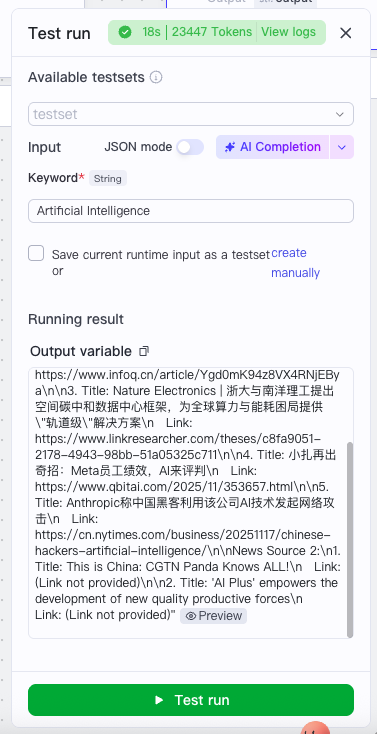 Output
output
Test run
18s | 23447 Tokens | View logs
Available testsets
testset
Input
JSON mode
AI Completion
Keyword* String
Artificial Intelligence
Save current runtime input as a testset create
or manually
Running result
Output variable
https://www.infoq.cn/article/Ygd0mK94z8VX4RNjEBy
a\n\n3. Title: Nature Electronics | 浙大与南洋理工提出
空间碳中和数据中心框架，为全球算力与能耗困局提供
\"轨道级\"解决方案\n Link:
https://www.linkresearcher.com/theses/c8fa9051-
2178-4943-98bb-51a05325c711\n\n4. Title: 小扎再出
奇招：Meta员工绩效，AI来评判\n Link:
https://www.qbitai.com/2025/11/353657.html\n\n5.
Title: Anthropic称中国黑客利用该公司AI技术发起网络攻
击\n Link:
https://cn.nytimes.com/business/20251117/chinese-
hackers-artificial-intelligence/\n\nNews Source 2:\n1.
Title: This is China: CGTN Panda Knows ALL!\n Link:
(Link not provided)\n\n2. Title: 'AI Plus' empowers the
development of new quality productive forces\n
Link: (Link not provided)" Preview
Test run